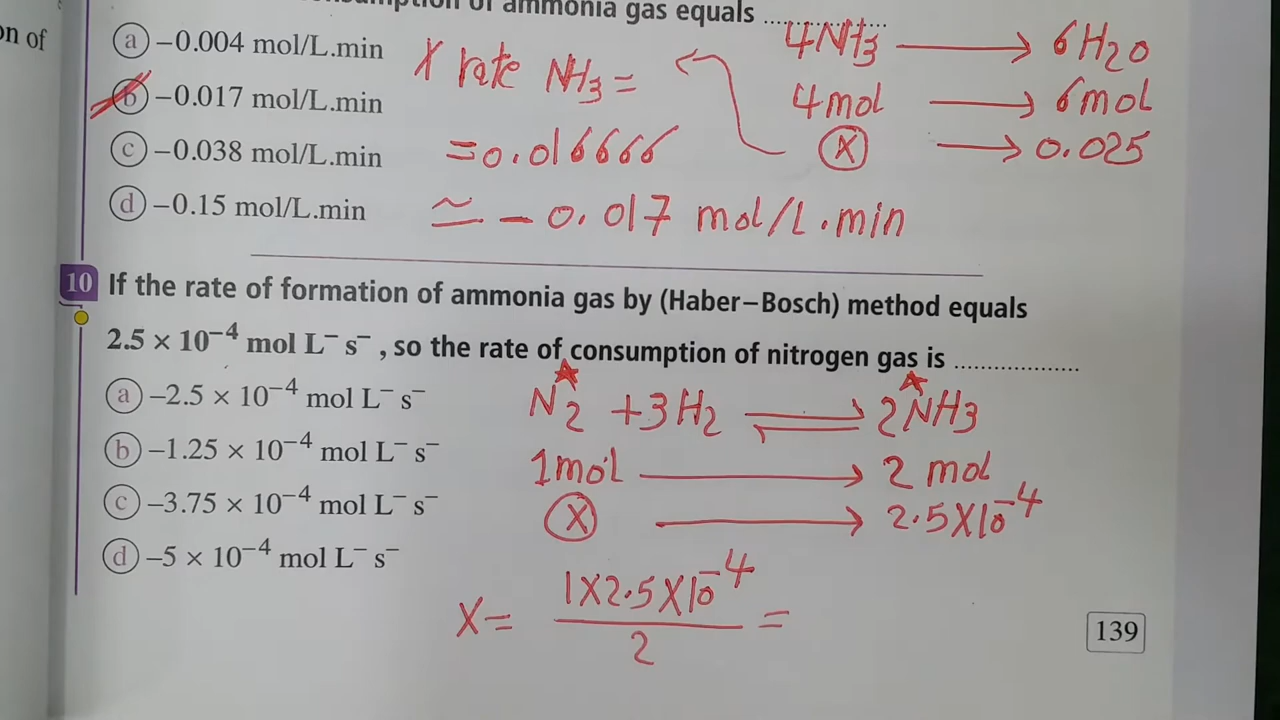 on of
consumption of ammonia gas equals ..................
a −0.004 mol/L.min
b −0.017 mol/L.min
c −0.038 mol/L.min
d −0.15 mol/L.min
X rate NH3 =
=0.016666
≃ −0.017 mol/L.min
4NH3 → 6H2O
4mol → 6mol
X → 0.025
10 If the rate of formation of ammonia gas by (Haber−Bosch) method equals
2.5 × 10⁻⁴ mol L⁻ s⁻ , so the rate of consumption of nitrogen gas is ..................
a −2.5 × 10⁻⁴ mol L⁻ s⁻
b −1.25 × 10⁻⁴ mol L⁻ s⁻
c −3.75 × 10⁻⁴ mol L⁻ s⁻
d −5 × 10⁻⁴ mol L⁻ s⁻
N2 +3H2 ⇌ 2NH3
1mol → 2 mol
X → 2.5X10⁻⁴
X= 1X2.5X10⁻⁴ / 2 =
139